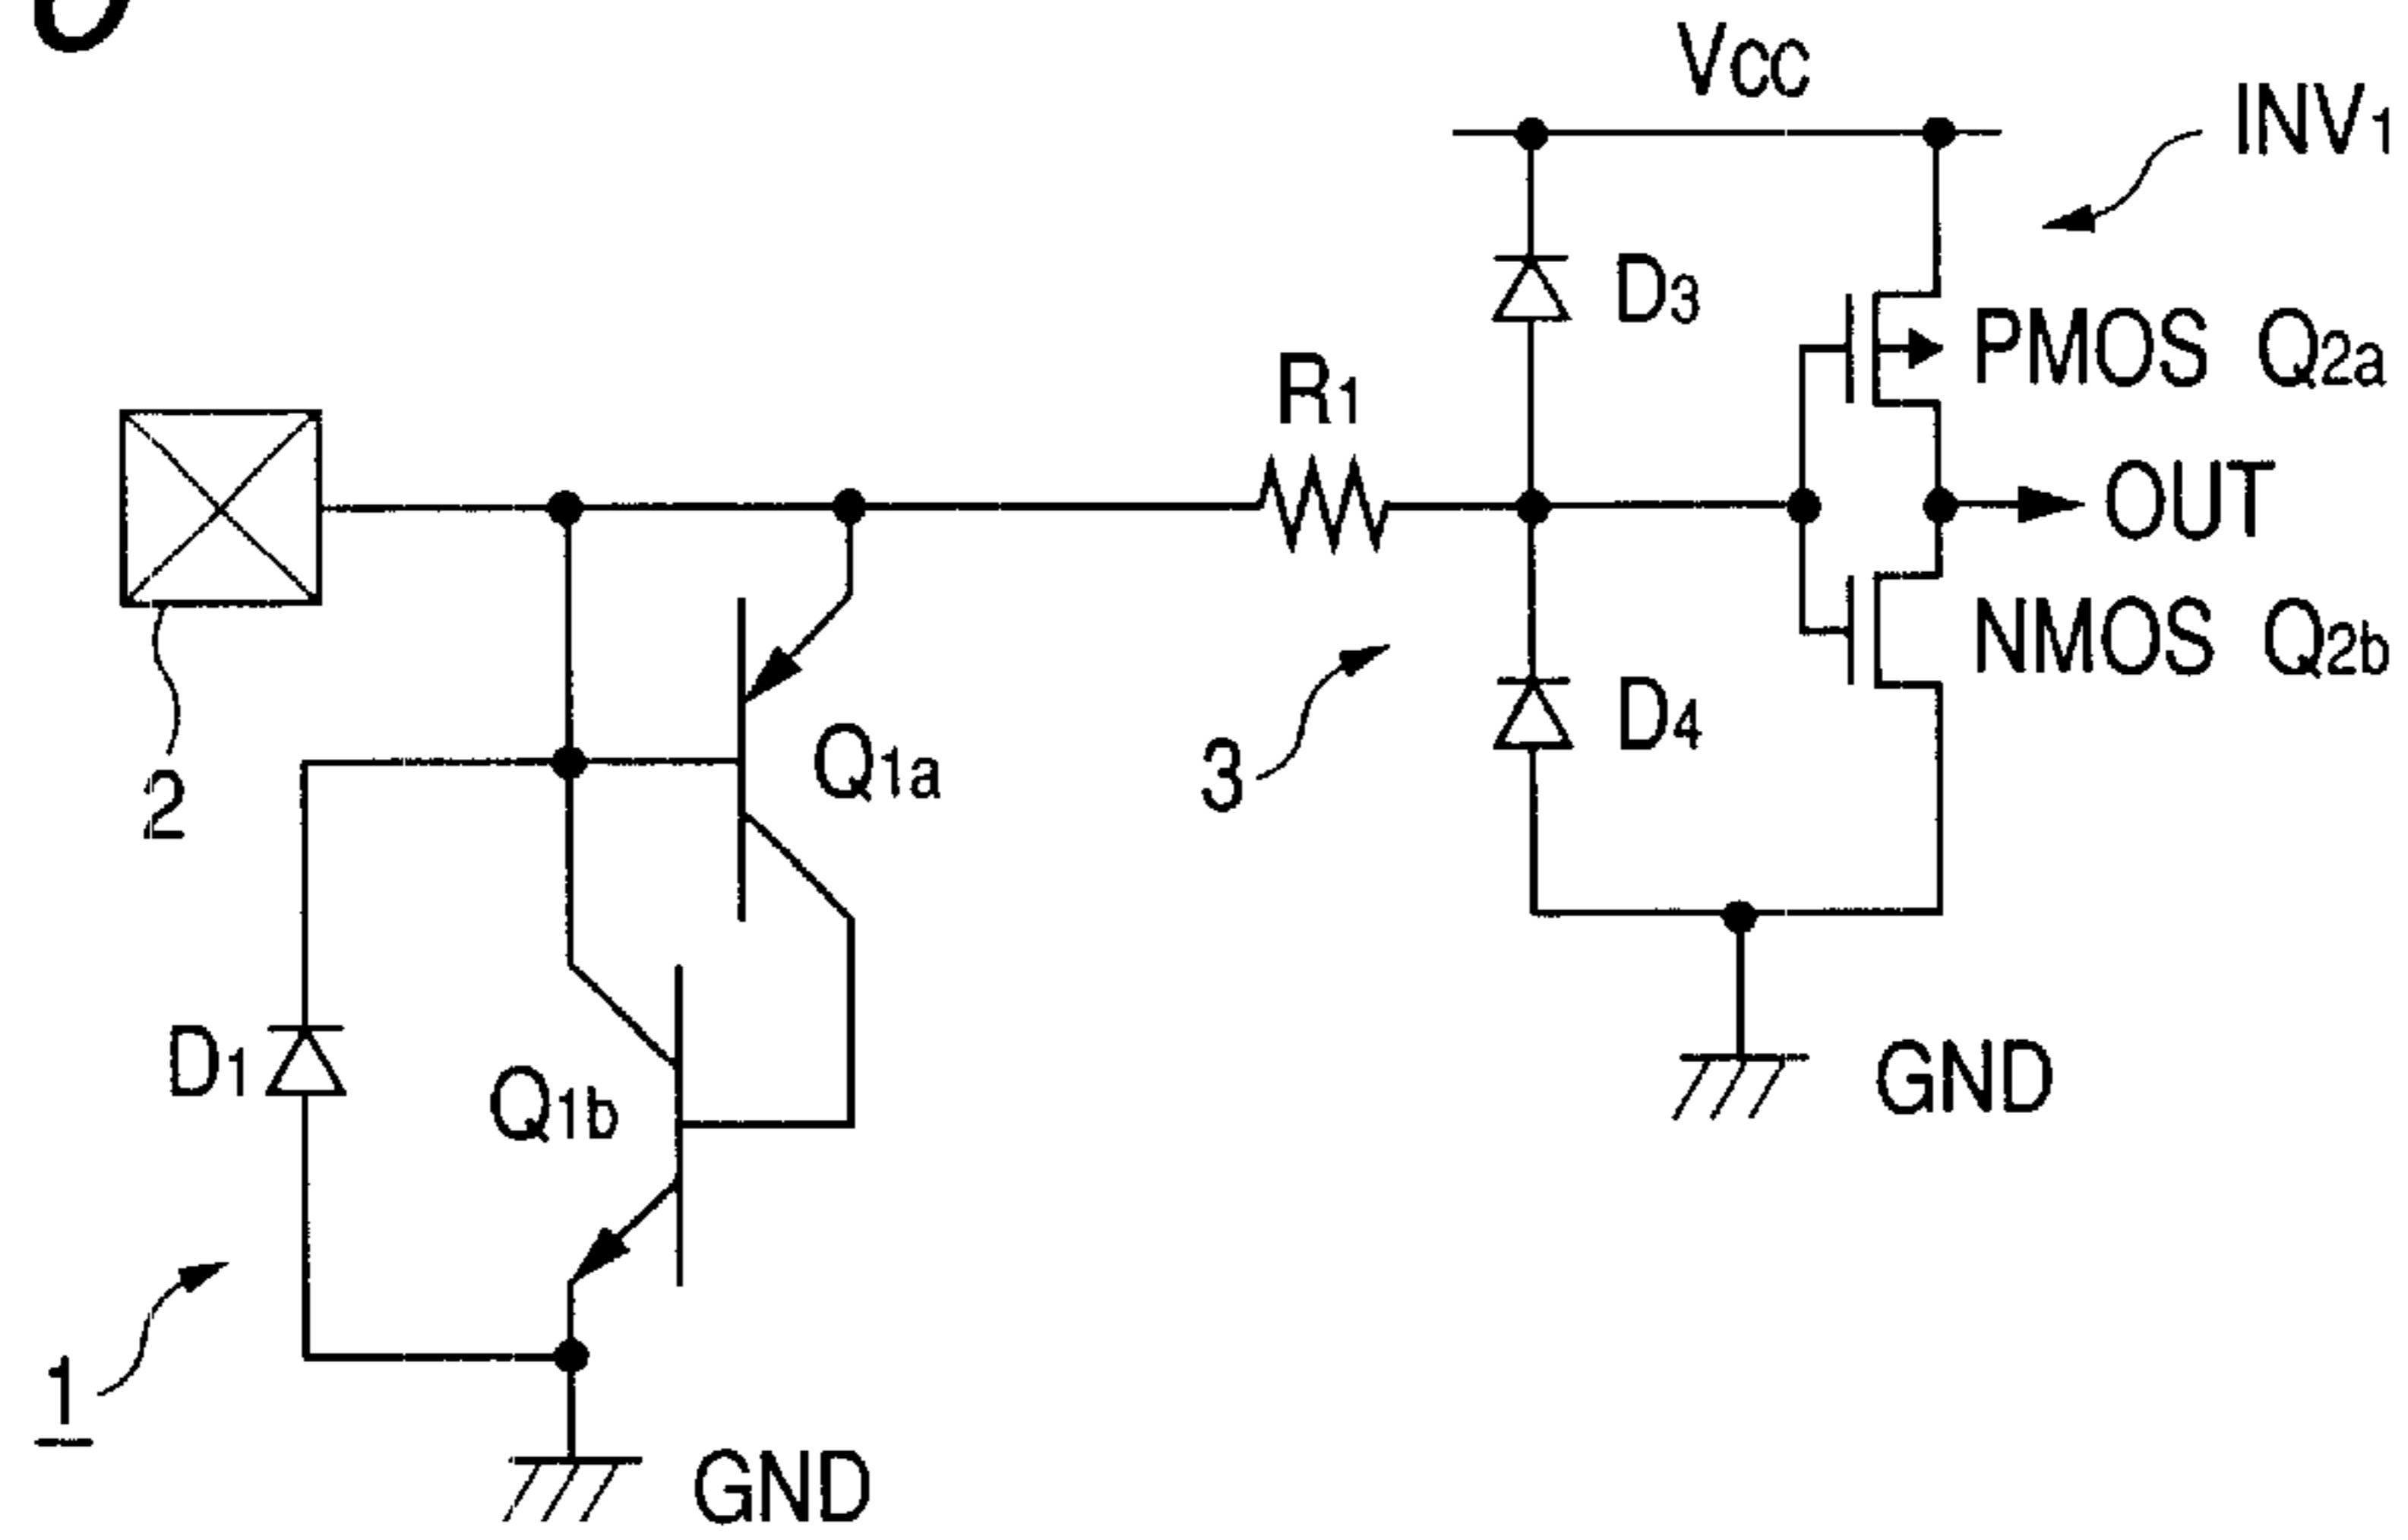 VCC
INV1
D3
PMOS Q2a
R1
OUT
NMOS Q2b
D4
Q1a
3
2
D1
Q1b
GND
1
GND